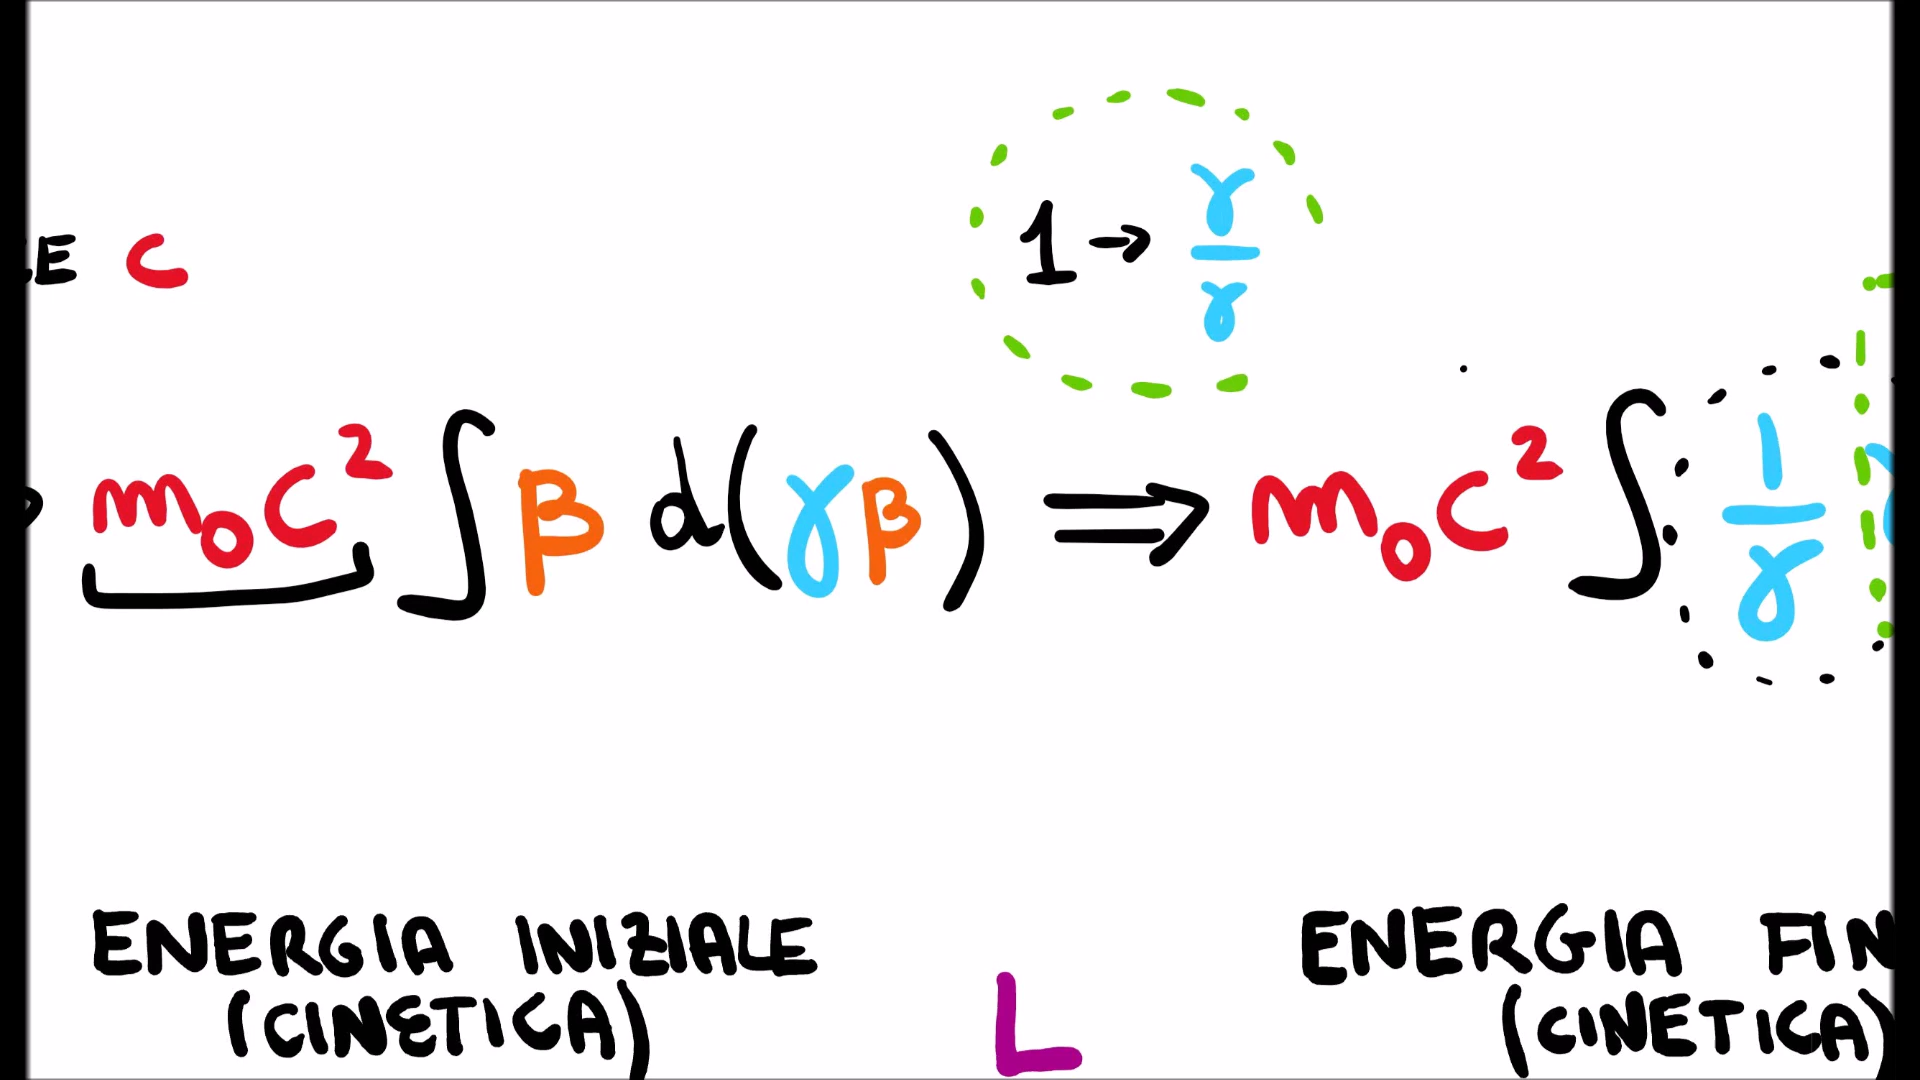 1 → γ/γ
E C
m₀c² ∫ β d(γβ) ⇒ m₀c² ∫ 1/γ
ENERGIA INIZIALE ENERGIA FIN
(CINETICA) L (CINETICA)